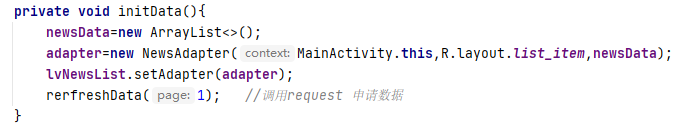 private void initData(){
newsData=new ArrayList<>();
adapter=new NewsAdapter( context: MainActivity.this,R.layout.list_item,newsData);
lvNewsList.setAdapter(adapter);
rerfreshData( page: 1);   //调用request 申请数据
}